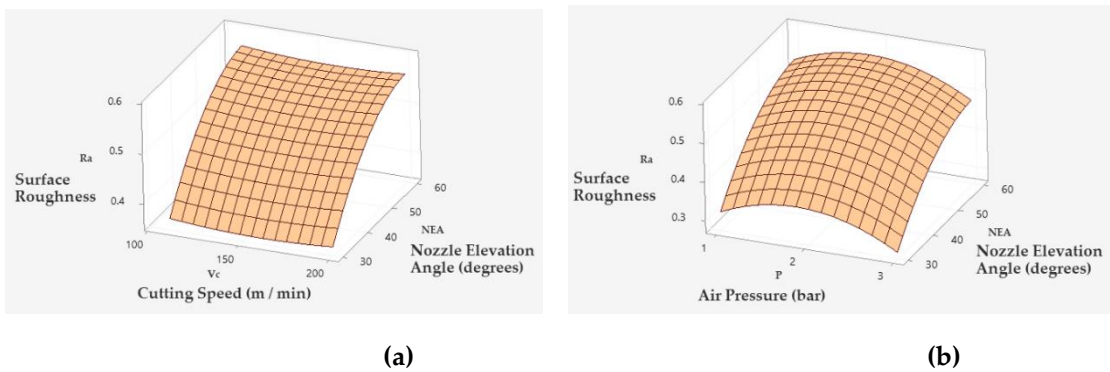 0.6
0.5
0.4
Ra
Surface
Roughness
100
150
200
Vc
Cutting Speed (m / min)
30
40
50
60
NEA
Nozzle Elevation
Angle (degrees)
(a)
0.6
0.5
0.4
0.3
Ra
Surface
Roughness
1
2
3
P
Air Pressure (bar)
30
40
50
60
NEA
Nozzle Elevation
Angle (degrees)
(b)